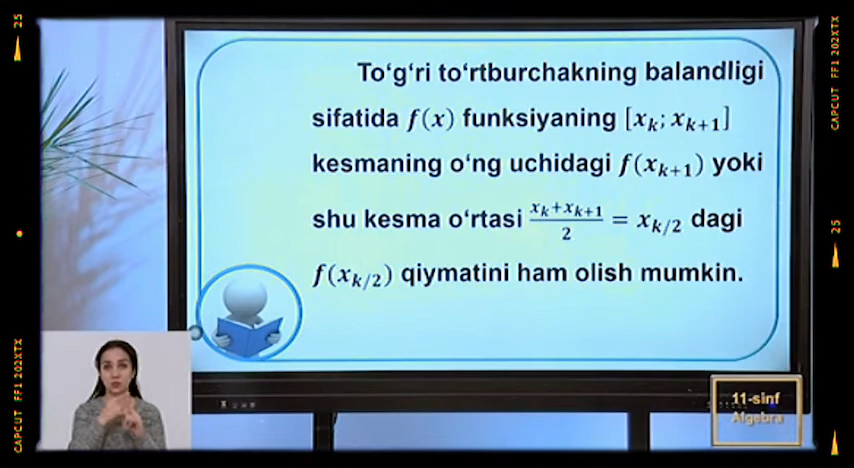 25
CAPCUT FF1 202XTX
25
CAPCUT FF1 202XTX
To‘g‘ri to‘rtburchakning balandligi
sifatida f(x) funksiyaning [xₖ; xₖ₊₁]
kesmaning o‘ng uchidagi f(xₖ₊₁) yoki
shu kesma o‘rtasi (xₖ+xₖ₊₁)/2 = x_{k/2} dagi
f(x_{k/2}) qiymatini ham olish mumkin.
11-sinf
Algebra